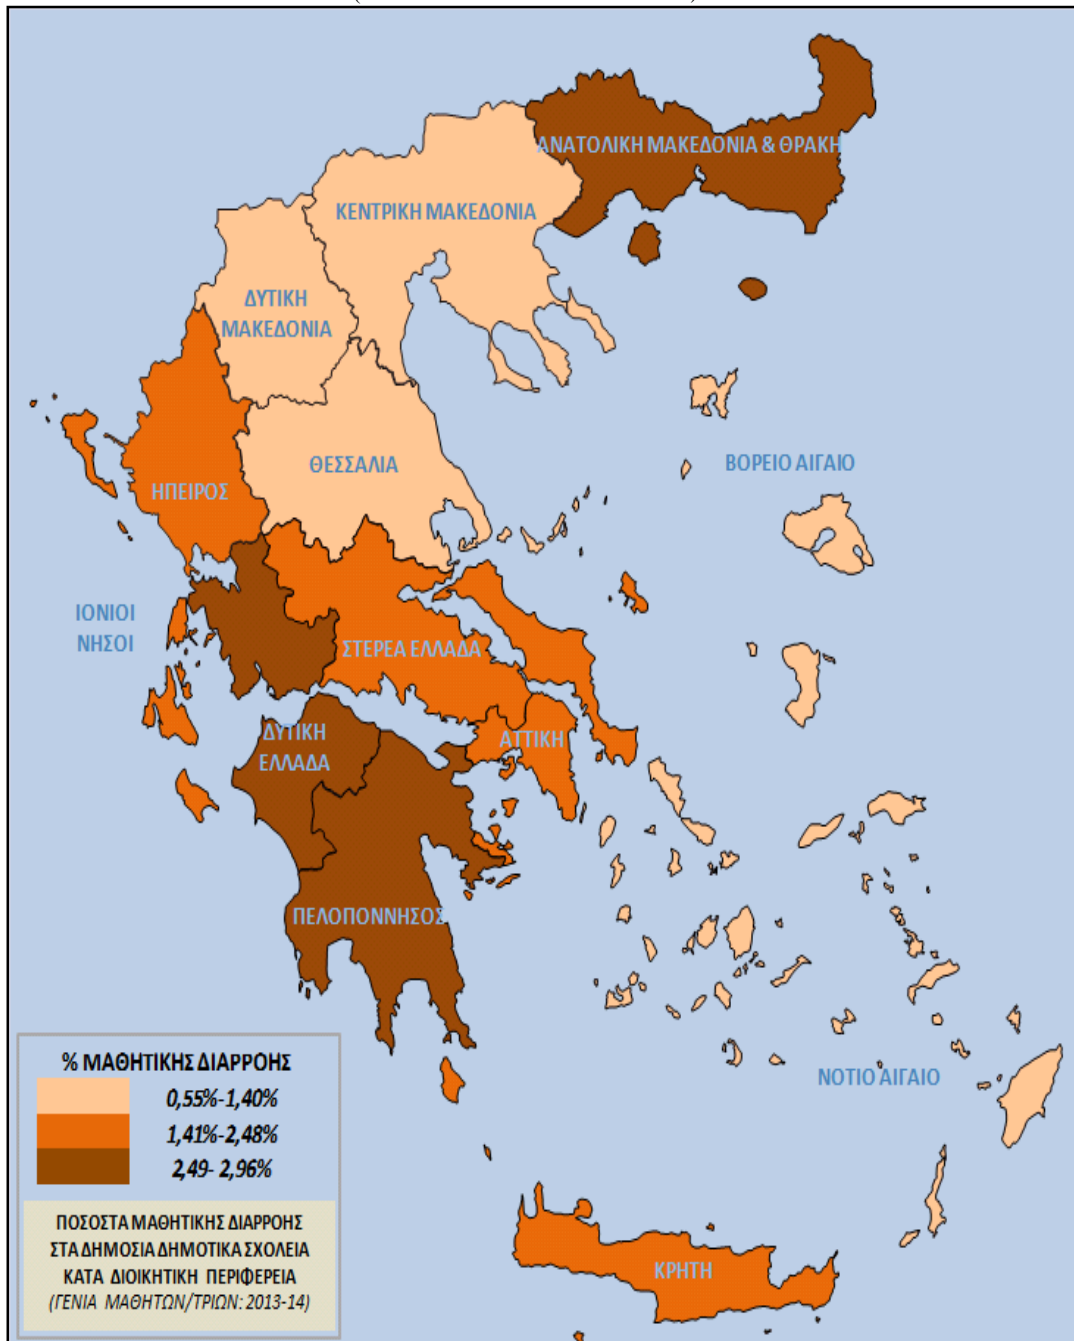 ΑΝΑΤΟΛΙΚΗ ΜΑΚΕΔΟΝΙΑ & ΘΡΑΚΗ
ΚΕΝΤΡΙΚΗ ΜΑΚΕΔΟΝΙΑ
ΔΥΤΙΚΗ
ΜΑΚΕΔΟΝΙΑ
ΘΕΣΣΑΛΙΑ
ΒΟΡΕΙΟ ΑΙΓΑΙΟ
ΗΠΕΙΡΟΣ
ΙΟΝΙΟΙ
ΝΗΣΟΙ
ΣΤΕΡΕΑ ΕΛΛΑΔΑ
ΔΥΤΙΚΗ
ΕΛΛΑΔΑ
ΑΤΤΙΚΗ
ΠΕΛΟΠΟΝΝΗΣΟΣ
ΝΟΤΙΟ ΑΙΓΑΙΟ
ΚΡΗΤΗ
% ΜΑΘΗΤΙΚΗΣ ΔΙΑΡΡΟΗΣ
0,55%-1,40%
1,41%-2,48%
2,49- 2,96%
ΠΟΣΟΣΤΑ ΜΑΘΗΤΙΚΗΣ ΔΙΑΡΡΟΗΣ
ΣΤΑ ΔΗΜΟΣΙΑ ΔΗΜΟΤΙΚΑ ΣΧΟΛΕΙΑ
ΚΑΤΑ ΔΙΟΙΚΗΤΙΚΗ ΠΕΡΙΦΕΡΕΙΑ
(ΓΕΝΙΑ ΜΑΘΗΤΩΝ/ΤΡΙΩΝ: 2013-14)